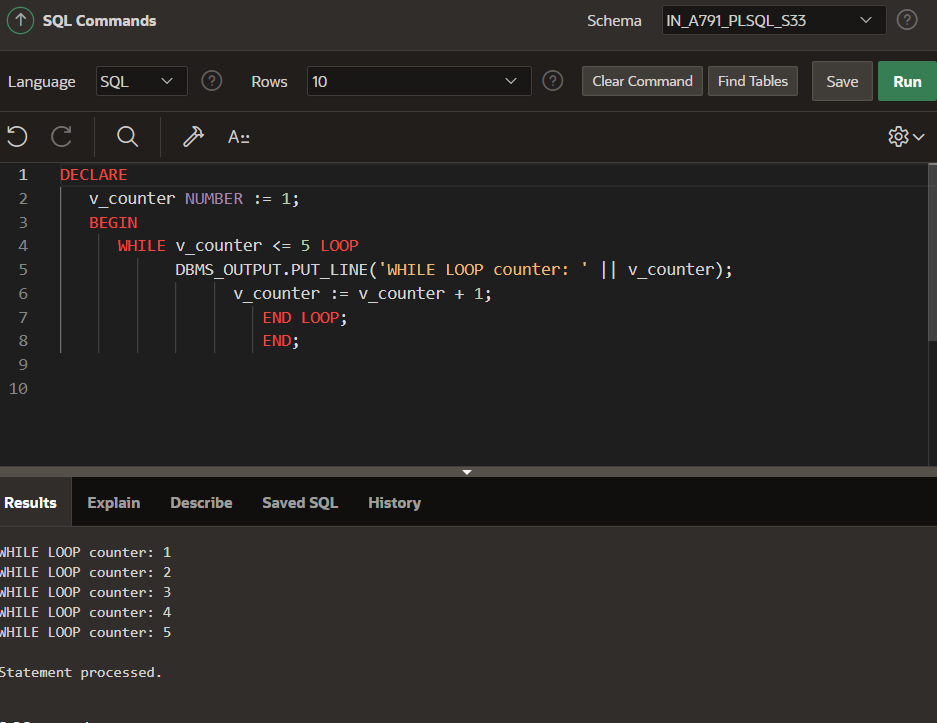 SQL Commands Schema IN_A791_PLSQL_S33 ?
Language SQL ? Rows 10 ? Clear Command Find Tables Save Run
A::
1 DECLARE
2 v_counter NUMBER := 1;
3 BEGIN
4 WHILE v_counter <= 5 LOOP
5 DBMS_OUTPUT.PUT_LINE('WHILE LOOP counter: ' || v_counter);
6 v_counter := v_counter + 1;
7 END LOOP;
8 END;
9
10
Results Explain Describe Saved SQL History
WHILE LOOP counter: 1
WHILE LOOP counter: 2
WHILE LOOP counter: 3
WHILE LOOP counter: 4
WHILE LOOP counter: 5
Statement processed.